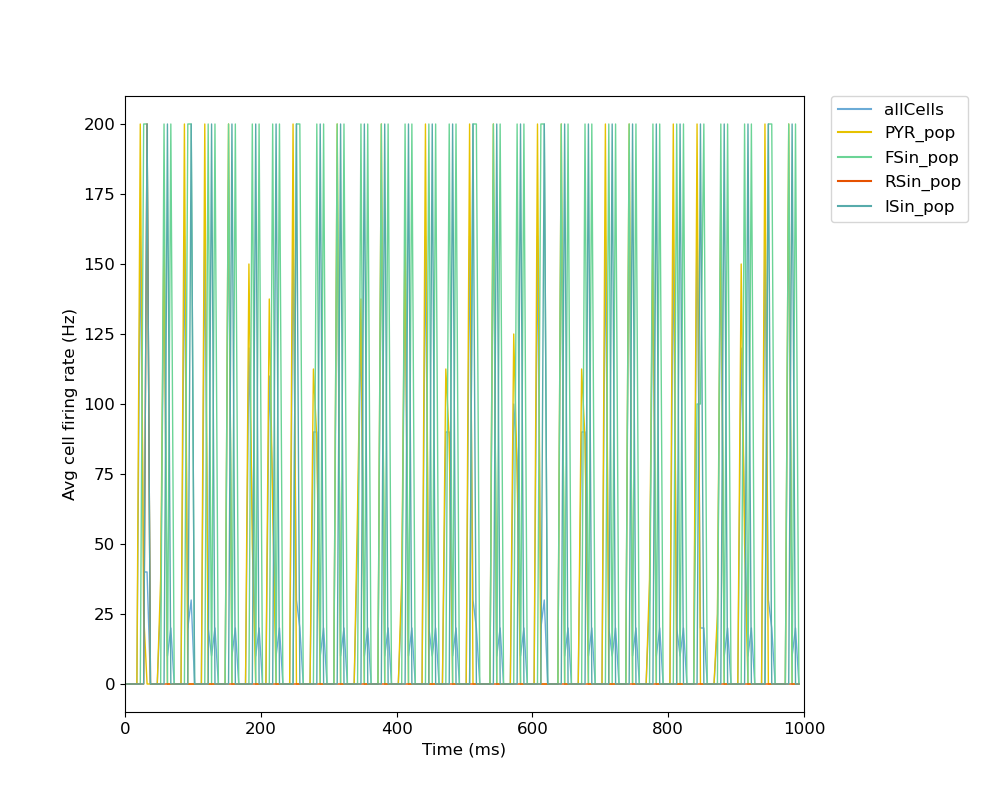 allCells
PYR_pop
FSin_pop
RSin_pop
ISin_pop
Avg cell firing rate (Hz)
200
175
150
125
100
75
50
25
0
0 200 400 600 800 1000
Time (ms)